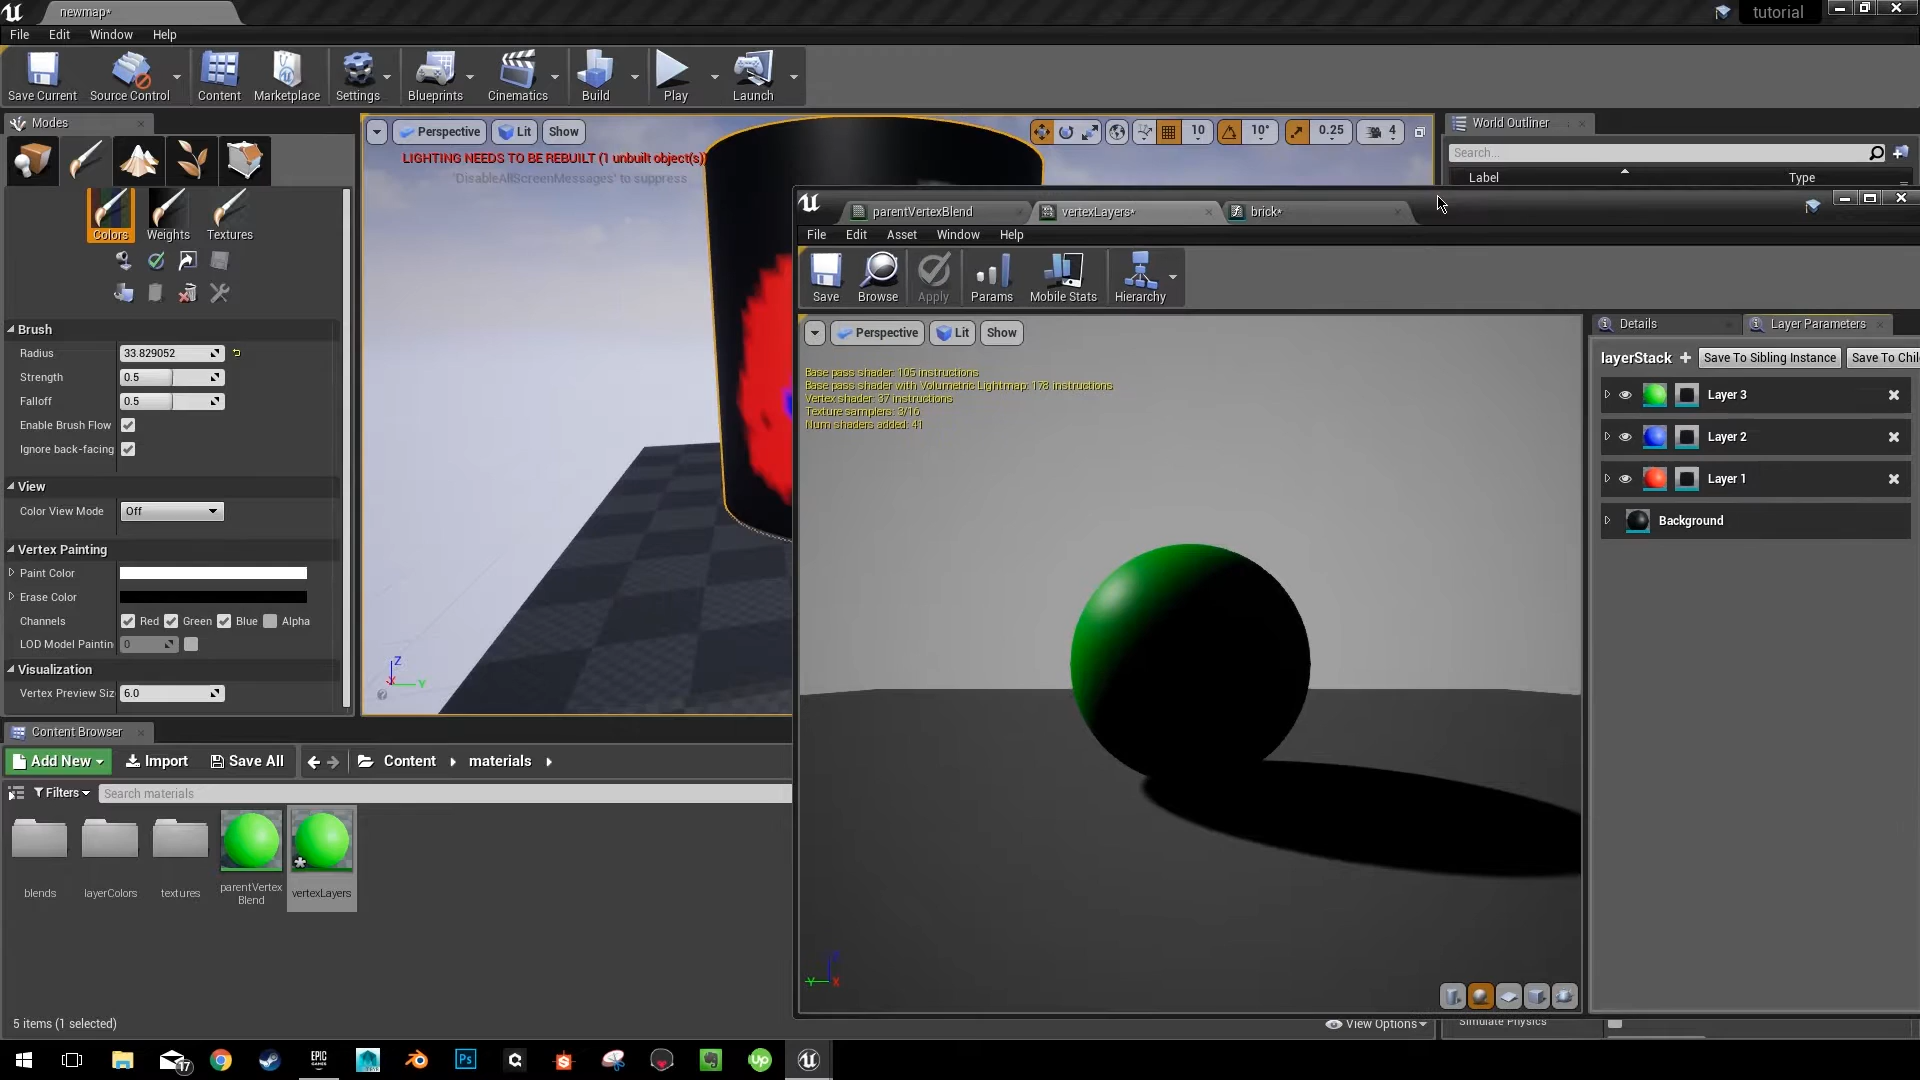 newmap*
tutorial
File Edit Window Help
Save Current Source Control Content Marketplace Settings Blueprints Cinematics Build Play Launch
Modes
Colors Weights Textures
Brush
Radius 33.829052
Strength 0.5
Falloff 0.5
Enable Brush Flow
Ignore back-facing
View
Color View Mode Off
Vertex Painting
Paint Color
Erase Color
Channels Red Green Blue Alpha
LOD Model Paintin 0
Visualization
Vertex Preview Siz 6.0
Perspective Lit Show
10 10° 0.25 4
LIGHTING NEEDS TO BE REBUILT (1 unbuilt object(s))
'DisableAllScreenMessages' to suppress
Z
X Y
World Outliner
Search...
Label Type
parentVertexBlend vertexLayers* brick*
File Edit Asset Window Help
Save Browse Apply Params Mobile Stats Hierarchy
Perspective Lit Show
Base pass shader: 105 instructions
Base pass shader with Volumetric Lightmap: 178 instructions
Vertex shader: 37 instructions
Texture samplers: 3/16
Num shaders added: 41
Y X
Details Layer Parameters
layerStack Save To Sibling Instance Save To Chil
Layer 3
Layer 2
Layer 1
Background
Content Browser
Add New Import Save All Content materials
Filters Search materials
blends layerColors textures parentVertex
Blend vertexLayers
5 items (1 selected)
View Options
Simulate Physics
17
EPIC
GAMES
Ps
Up